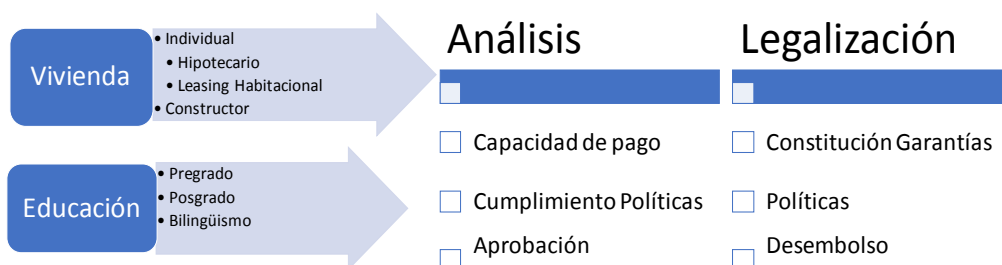 Vivienda
• Individual
• Hipotecario
• Leasing Habitacional
• Constructor
Educación
• Pregrado
• Posgrado
• Bilingüismo
Análisis
Capacidad de pago
Cumplimiento Políticas
Aprobación
Legalización
Constitución Garantías
Políticas
Desembolso